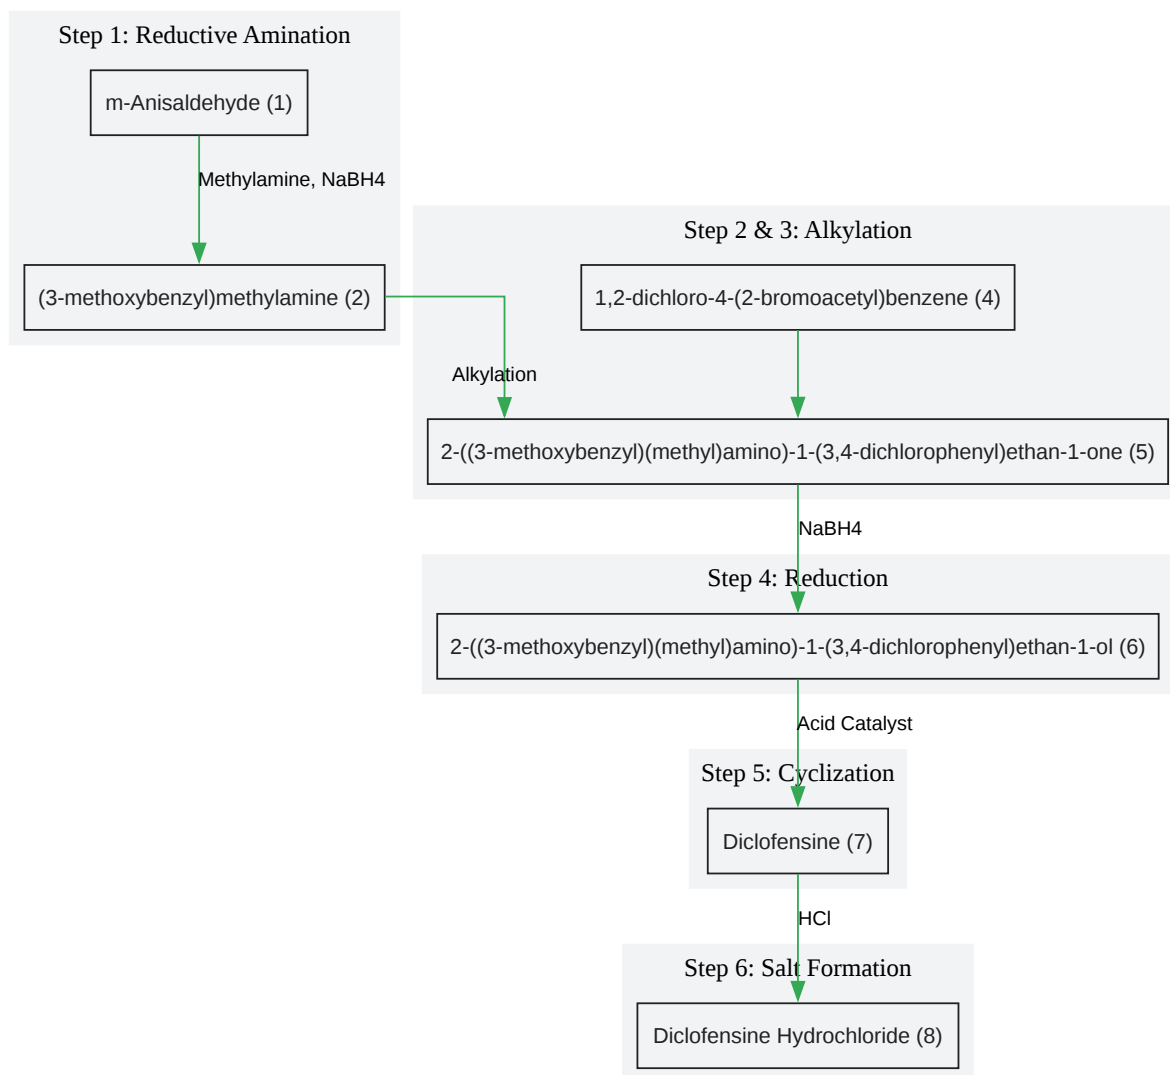 Step 1: Reductive Amination
m-Anisaldehyde (1)
Methylamine, NaBH4
(3-methoxybenzyl)methylamine (2)
Step 2 & 3: Alkylation
1,2-dichloro-4-(2-bromoacetyl)benzene (4)
Alkylation
2-((3-methoxybenzyl)(methyl)amino)-1-(3,4-dichlorophenyl)ethan-1-one (5)
NaBH4
Step 4: Reduction
2-((3-methoxybenzyl)(methyl)amino)-1-(3,4-dichlorophenyl)ethan-1-ol (6)
Acid Catalyst
Step 5: Cyclization
Diclofensine (7)
HCl
Step 6: Salt Formation
Diclofensine Hydrochloride (8)